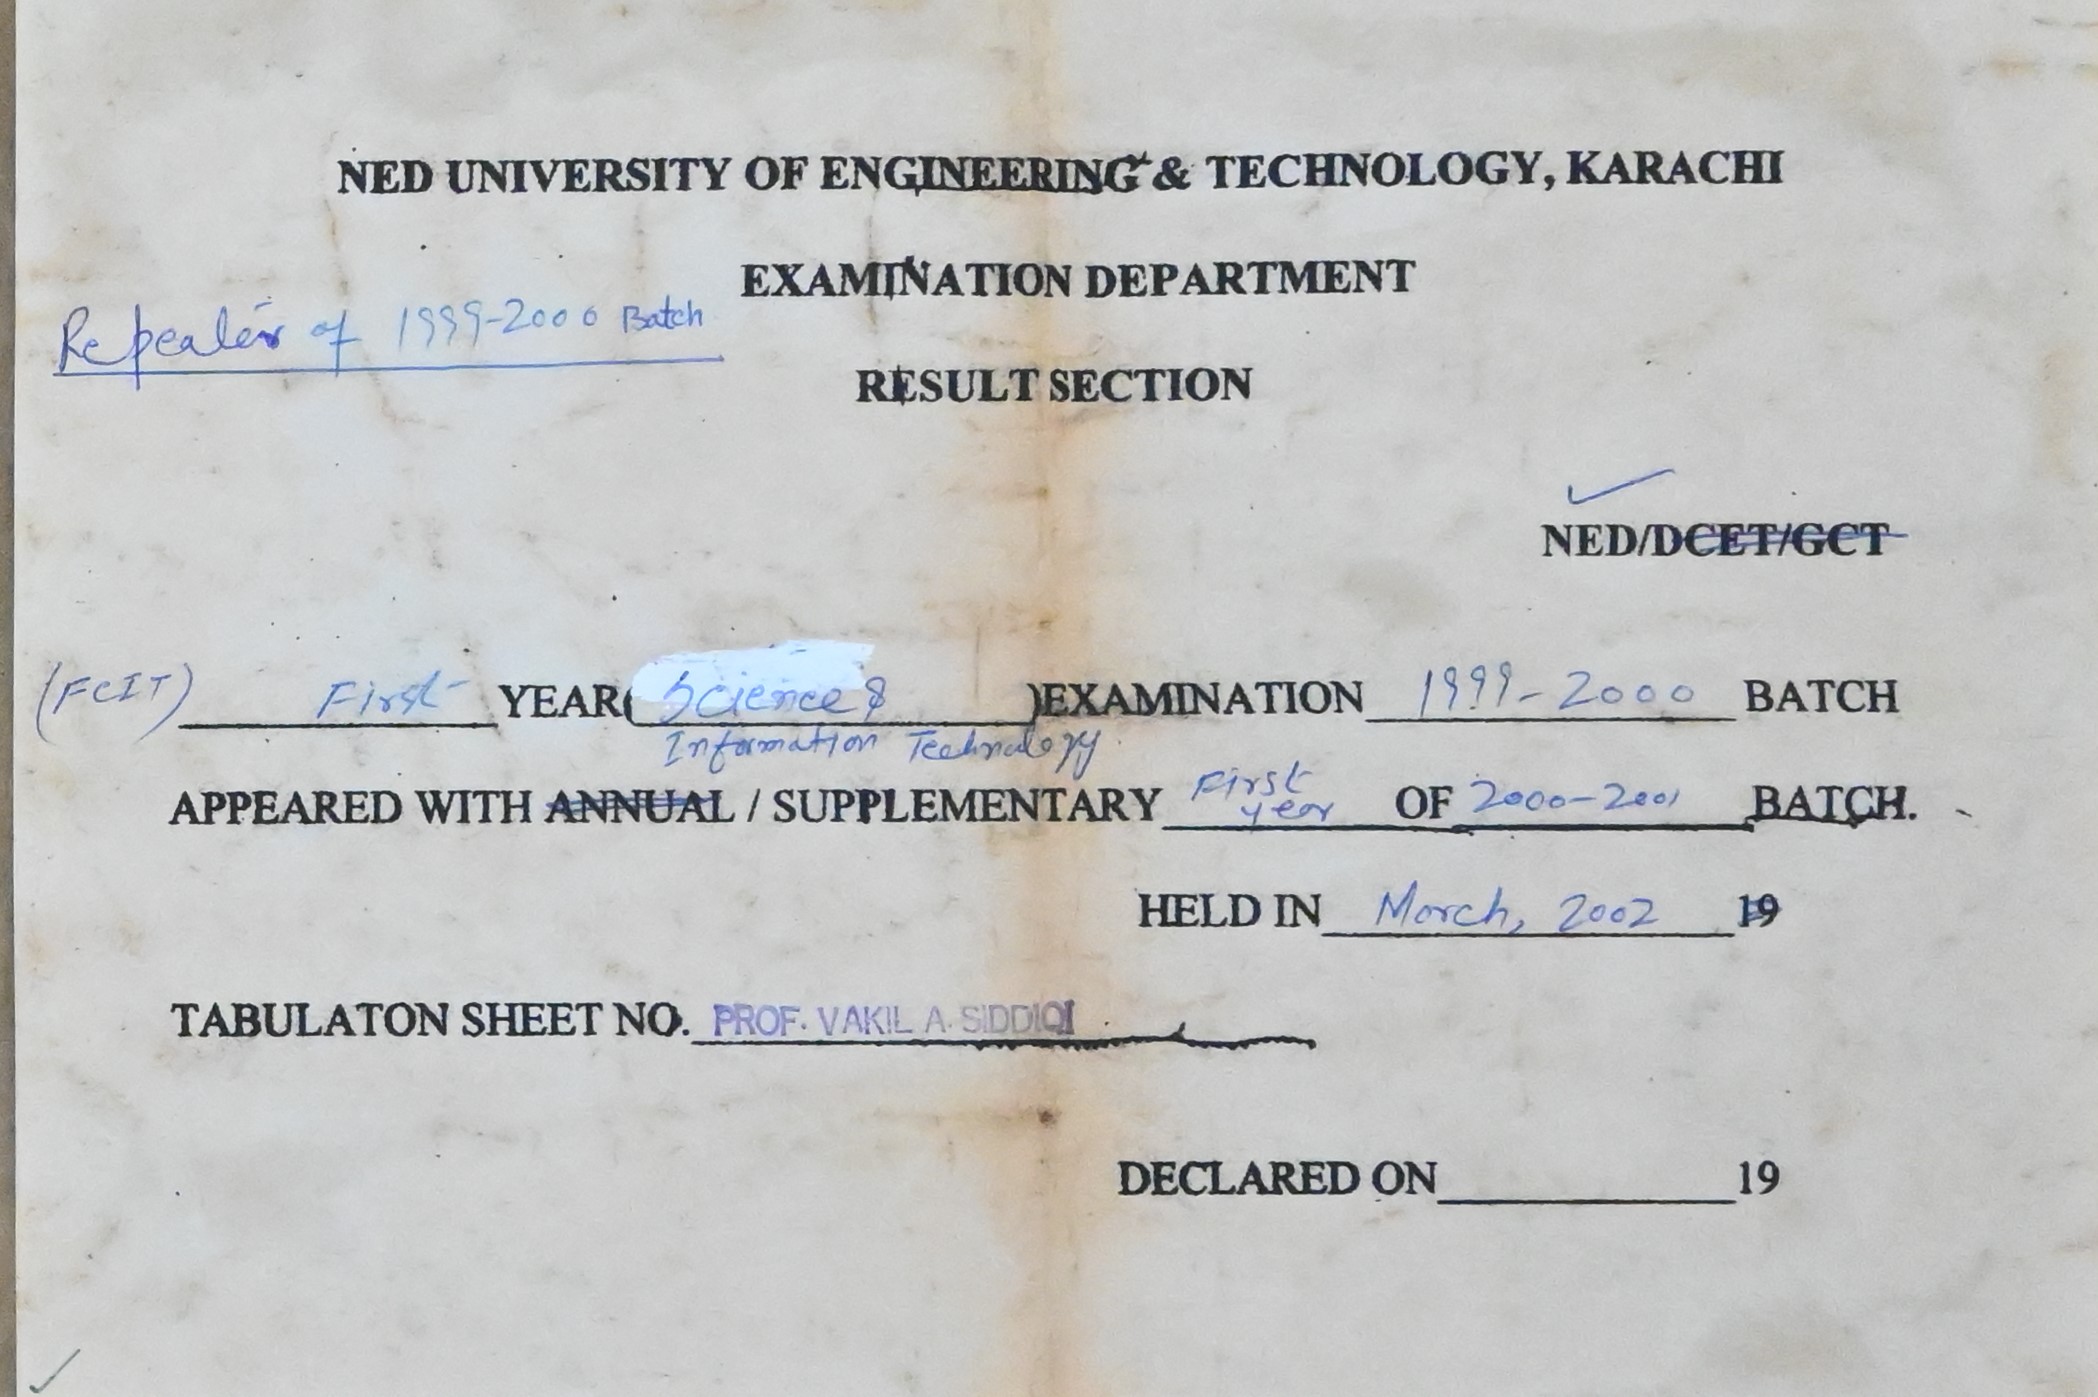 NED UNIVERSITY OF ENGINEERING & TECHNOLOGY, KARACHI
EXAMINATION DEPARTMENT
Repeaters of 1999-2000 Batch
RESULT SECTION
NED/DCET/GCT
(FCIT) First YEAR( Science & )EXAMINATION 1999-2000 BATCH
Information Technology
APPEARED WITH ANNUAL / SUPPLEMENTARY First year OF 2000-2001 BATCH.
HELD IN March, 2002 19
TABULATON SHEET NO. PROF. VAKIL A. SIDDIQI
DECLARED ON 19